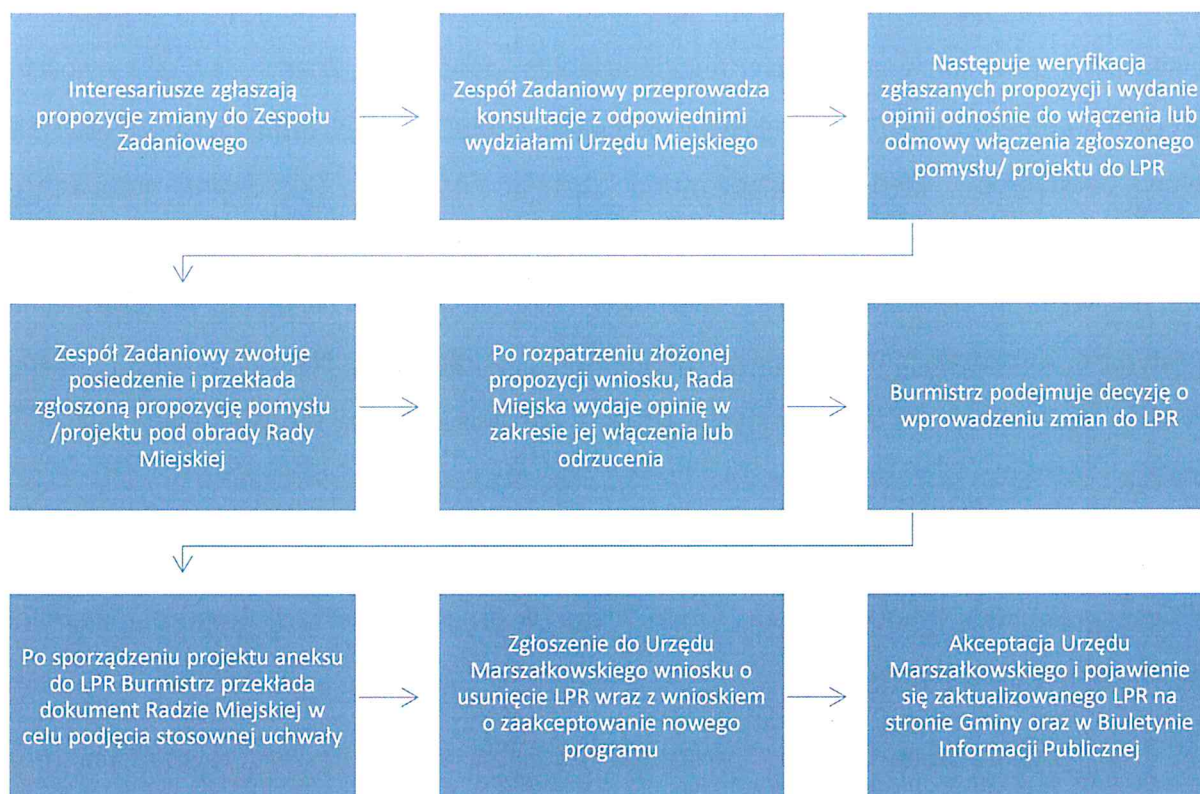 Interesariusze zgłaszają
propozycje zmiany do Zespołu
Zadaniowego
Zespół Zadaniowy przeprowadza
konsultacje z odpowiednimi
wydziałami Urzędu Miejskiego
Następuje weryfikacja
zgłaszanych propozycji i wydanie
opinii odnośnie do włączenia lub
odmowy włączenia zgłoszonego
pomysłu/ projektu do LPR
Zespół Zadaniowy zwołuje
posiedzenie i przekłada
zgłoszoną propozycję pomysłu
/projektu pod obrady Rady
Miejskiej
Po rozpatrzeniu złożonej
propozycji wniosku, Rada
Miejska wydaje opinię w
zakresie jej włączenia lub
odrzucenia
Burmistrz podejmuje decyzję o
wprowadzeniu zmian do LPR
Po sporządzeniu projektu aneksu
do LPR Burmistrz przekłada
dokument Radzie Miejskiej w
celu podjęcia stosownej uchwały
Zgłoszenie do Urzędu
Marszałkowskiego wniosku o
usunięcie LPR wraz z wnioskiem
o zaakceptowanie nowego
programu
Akceptacja Urzędu
Marszałkowskiego i pojawienie
się zaktualizowanego LPR na
stronie Gminy oraz w Biuletynie
Informacji Publicznej